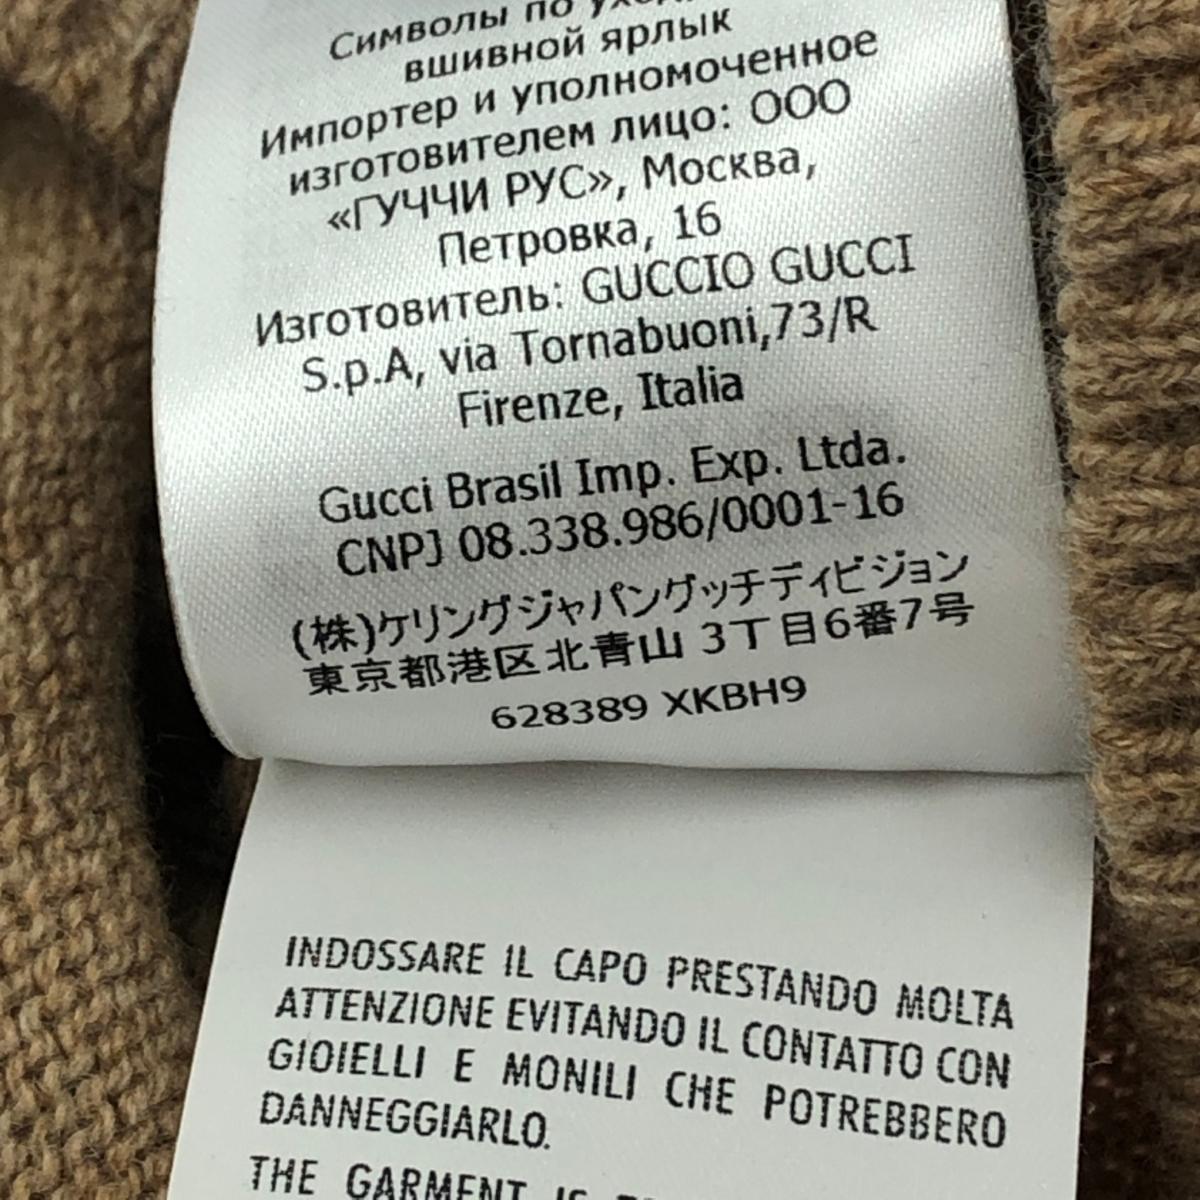 Символы по
вшивной ярлык
Импортер и уполномоченное
изготовителем лицо: ООО
«ГУЧЧИ РУС», Москва,
Петровка, 16
Изготовитель: GUCCIO GUCCI
S.p.A, via Tornabuoni,73/R
Firenze, Italia
Gucci Brasil Imp. Exp. Ltda.
CNPJ 08.338.986/0001-16
(株)ケリングジャパングッチディビジョン
東京都港区北青山 3丁目6番7号
628389 XKBH9
INDOSSARE IL CAPO PRESTANDO MOLTA
ATTENZIONE EVITANDO IL CONTATTO CON
GIOIELLI E MONILI CHE POTREBBERO
DANNEGGIARLO.
THE GARMENT IS